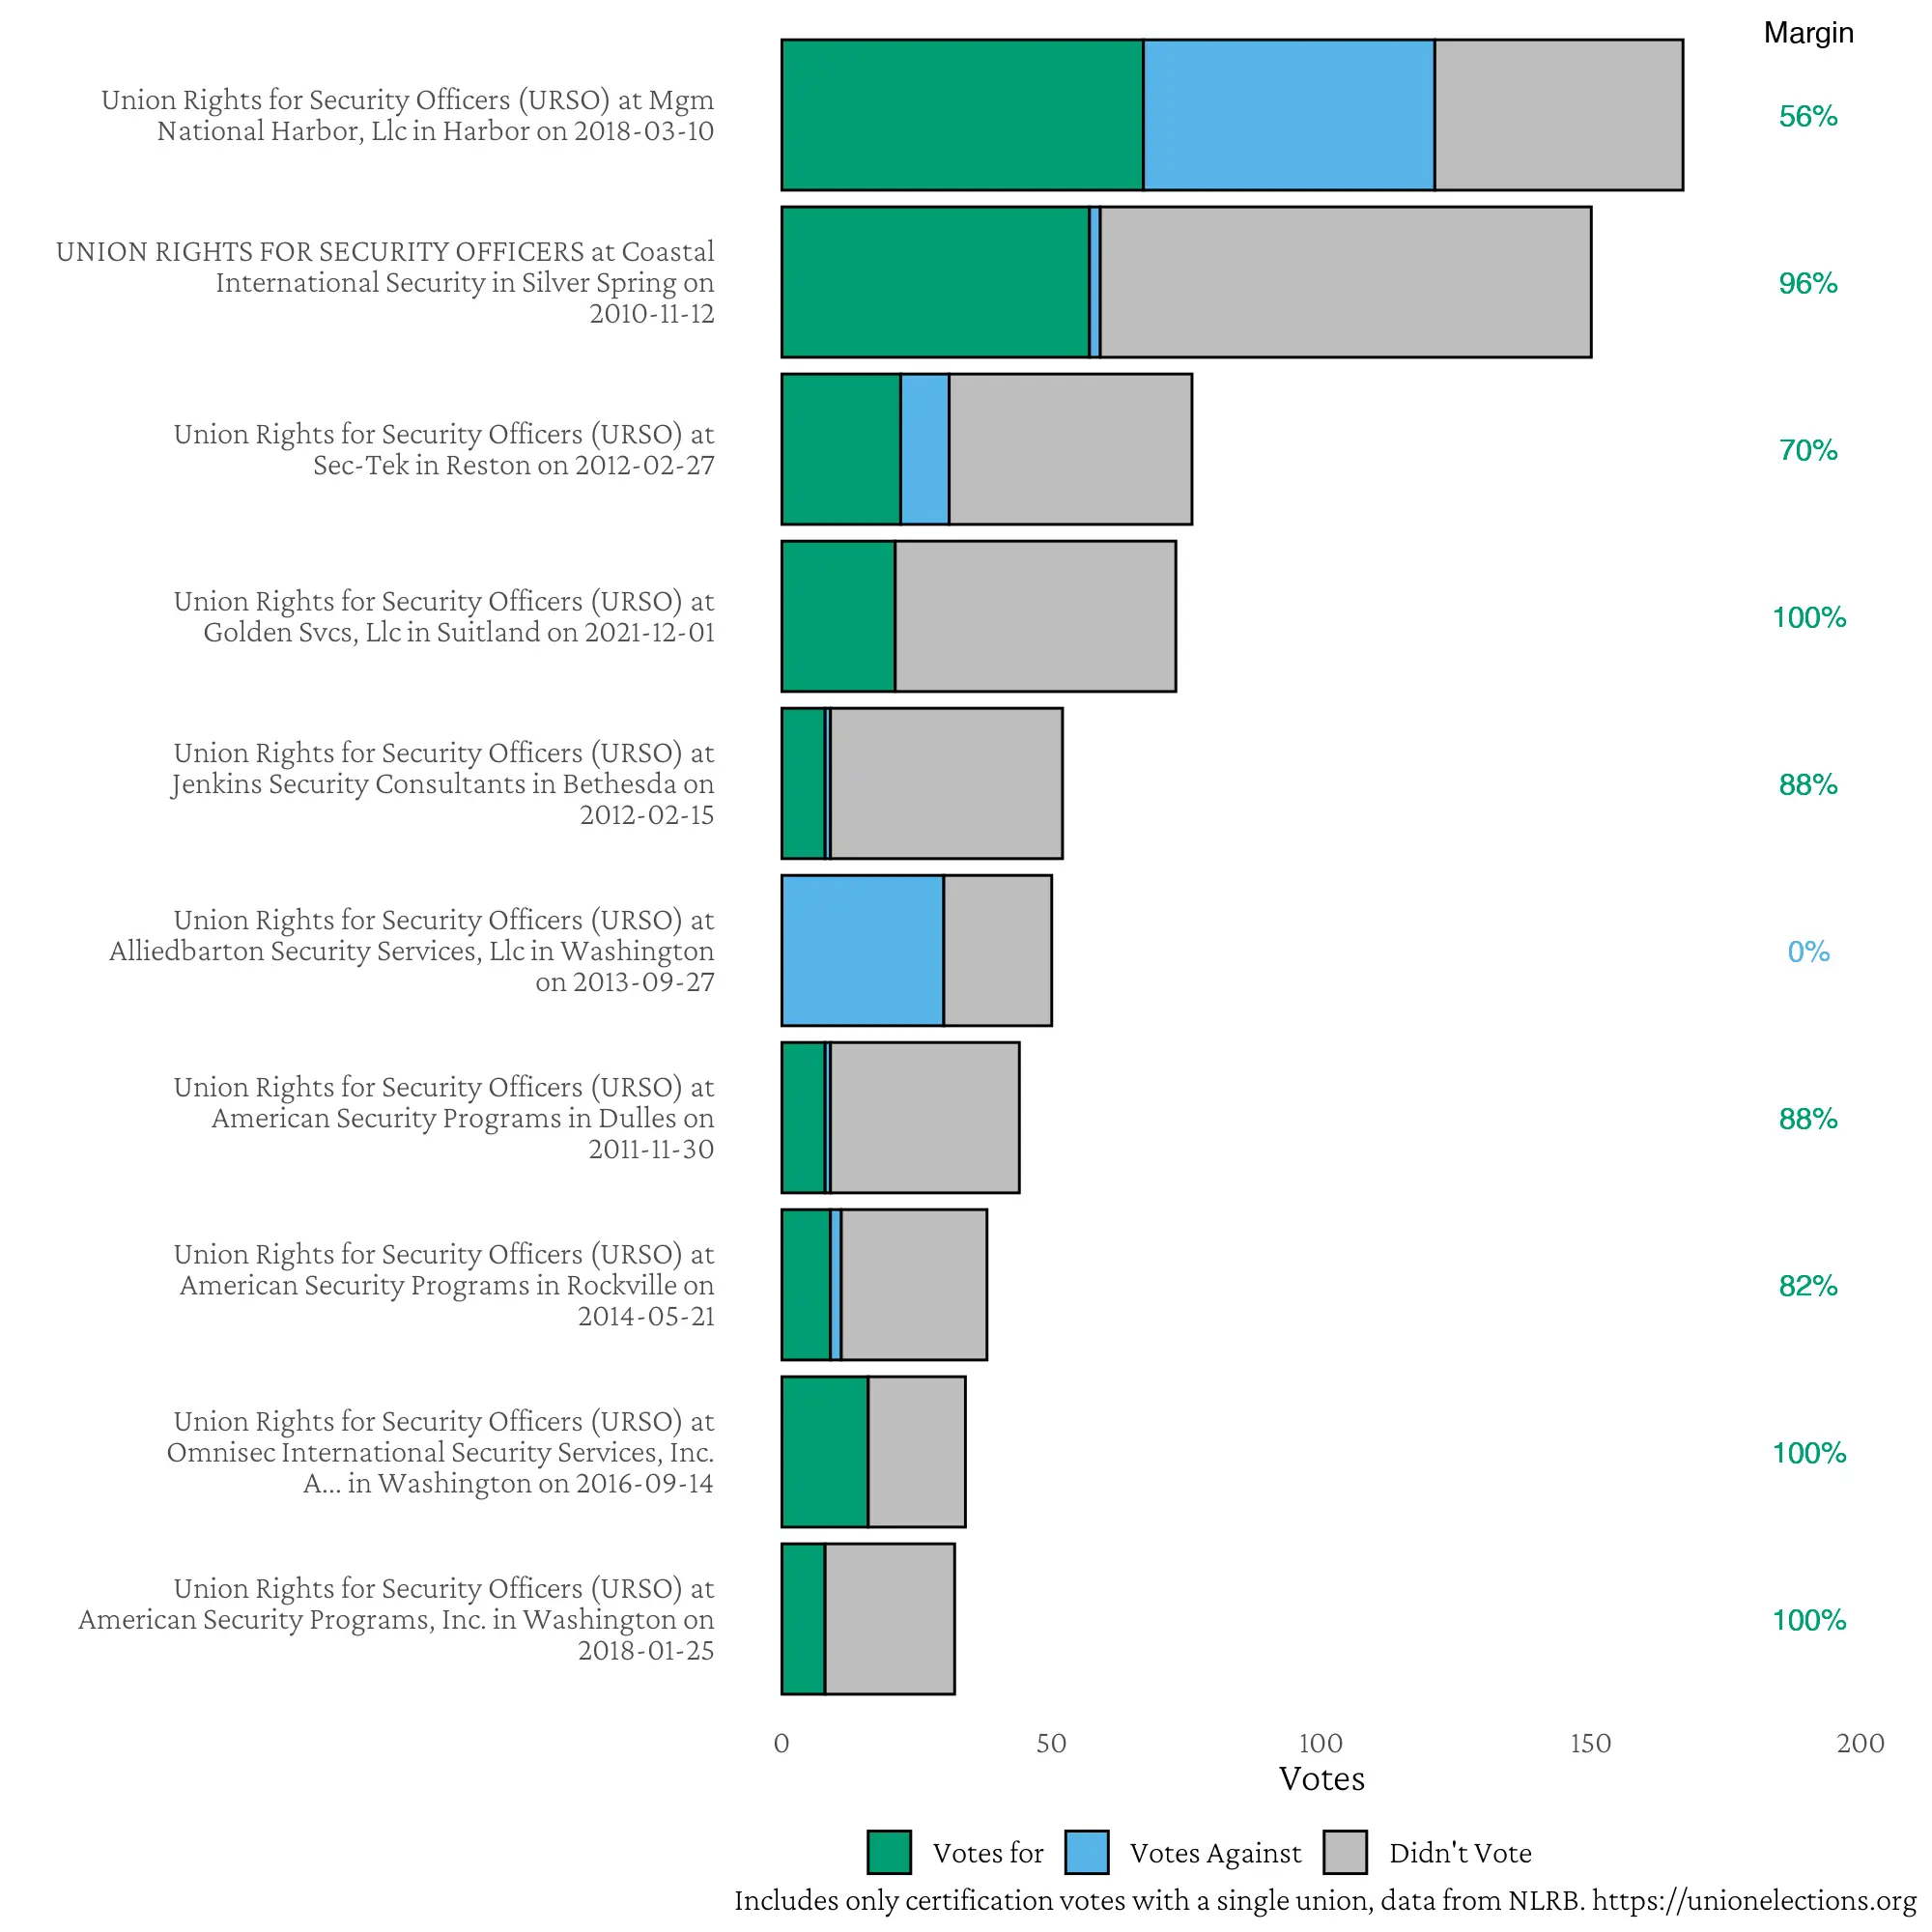 Margin
Union Rights for Security Officers (URSO) at Mgm
National Harbor, Llc in Harbor on 2018-03-10
56%
UNION RIGHTS FOR SECURITY OFFICERS at Coastal
International Security in Silver Spring on
2010-11-12
96%
Union Rights for Security Officers (URSO) at
Sec-Tek in Reston on 2012-02-27
70%
Union Rights for Security Officers (URSO) at
Golden Svcs, Llc in Suitland on 2021-12-01
100%
Union Rights for Security Officers (URSO) at
Jenkins Security Consultants in Bethesda on
2012-02-15
88%
Union Rights for Security Officers (URSO) at
Alliedbarton Security Services, Llc in Washington
on 2013-09-27
0%
Union Rights for Security Officers (URSO) at
American Security Programs in Dulles on
2011-11-30
88%
Union Rights for Security Officers (URSO) at
American Security Programs in Rockville on
2014-05-21
82%
Union Rights for Security Officers (URSO) at
Omnisec International Security Services, Inc.
A... in Washington on 2016-09-14
100%
Union Rights for Security Officers (URSO) at
American Security Programs, Inc. in Washington on
2018-01-25
100%
0 50 100 150 200
Votes
Votes for Votes Against Didn't Vote
Includes only certification votes with a single union, data from NLRB. https://unionelections.org